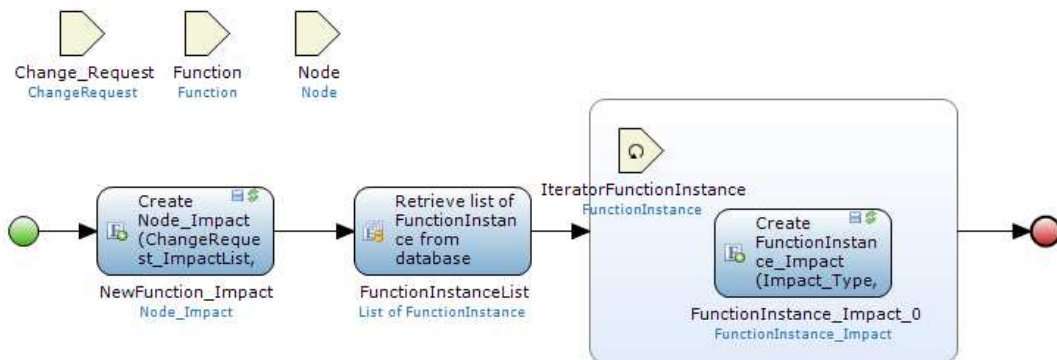 Change_Request
ChangeRequest
Function
Function
Node
Node
Create
Node_Impact
(ChangeReque
st_ImpactList,
NewFunction_Impact
Node_Impact
Retrieve list of
FunctionInstan
ce from
database
FunctionInstanceList
List of FunctionInstance
IteratorFunctionInstance
FunctionInstance
Create
FunctionInstan
ce_Impact
(Impact_Type,
FunctionInstance_Impact_0
FunctionInstance_Impact